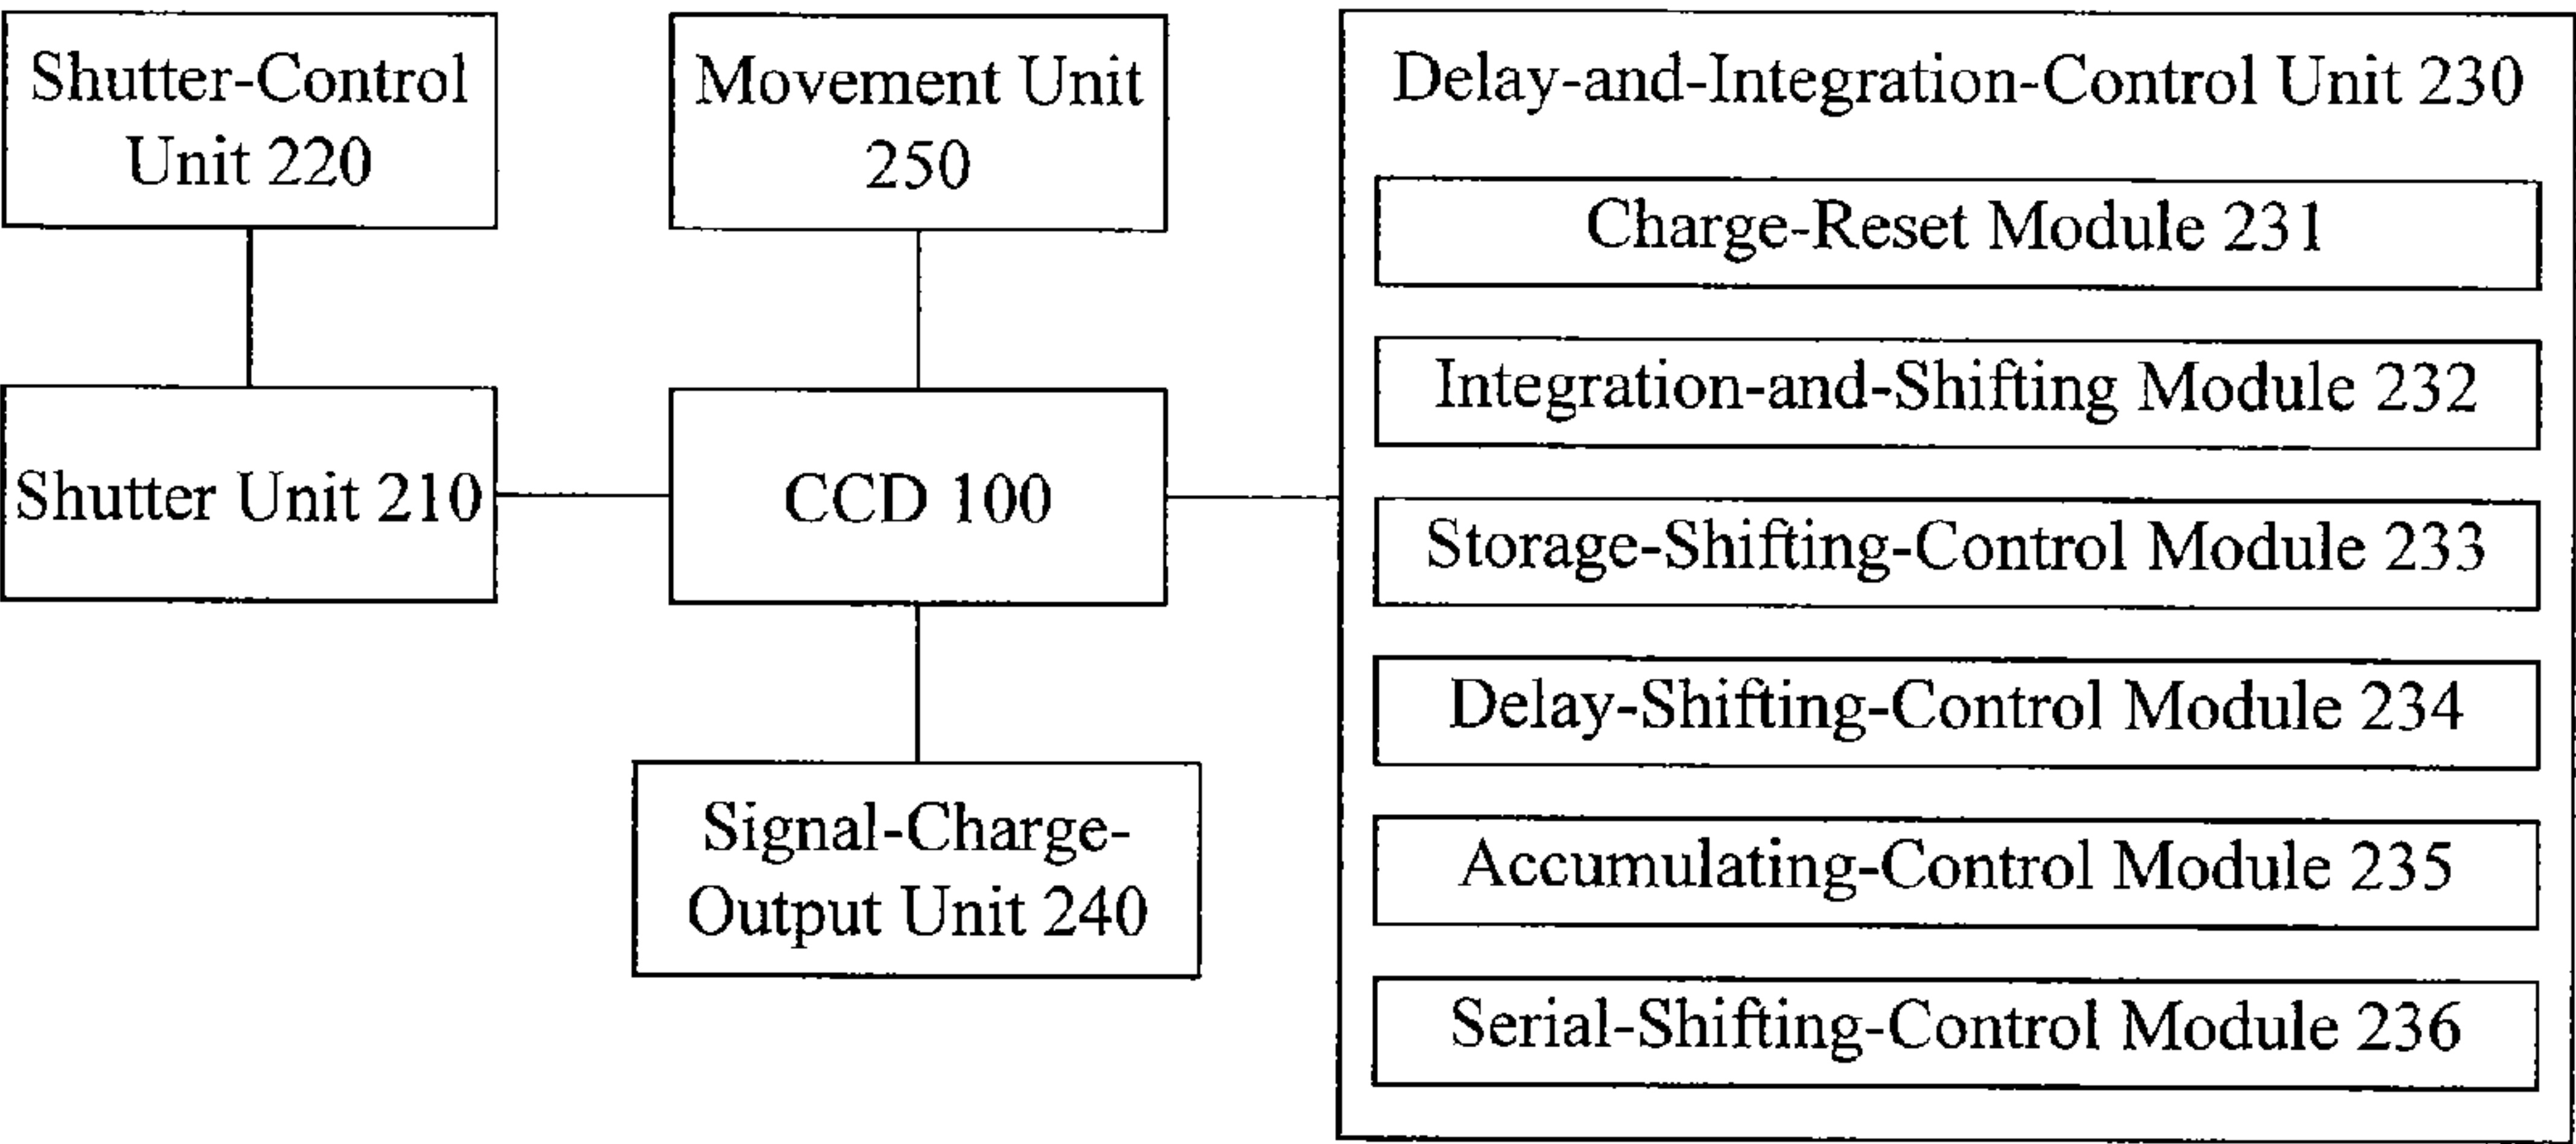 Shutter-Control
Unit 220
Movement Unit
250
Shutter Unit 210
CCD 100
Signal-Charge-
Output Unit 240
Delay-and-Integration-Control Unit 230
Charge-Reset Module 231
Integration-and-Shifting Module 232
Storage-Shifting-Control Module 233
Delay-Shifting-Control Module 234
Accumulating-Control Module 235
Serial-Shifting-Control Module 236